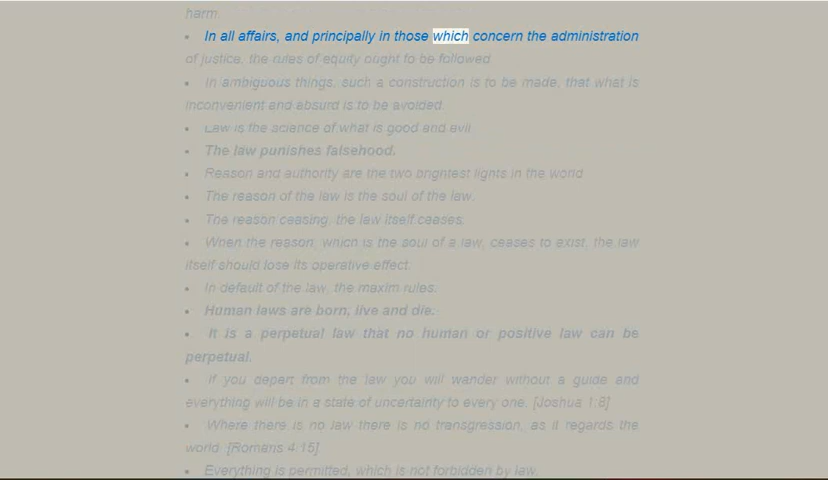 harm.
• In all affairs, and principally in those which concern the administration
of justice, the rules of equity ought to be followed.
• In ambiguous things, such a construction is to be made, that what is
inconvenient and absurd is to be avoided.
• Law is the science of what is good and evil.
• The law punishes falsehood.
• Reason and authority are the two brightest lights in the world.
• The reason of the law is the soul of the law.
• The reason ceasing, the law itself ceases.
• When the reason, which is the soul of a law, ceases to exist, the law
itself should lose its operative effect.
• In default of the law, the maxim rules.
• Human laws are born, live and die.
• It is a perpetual law that no human or positive law can be
perpetual.
• If you depart from the law you will wander without a guide and
everything will be in a state of uncertainty to every one. [Joshua 1:8]
• Where there is no law there is no transgression, as it regards the
world. [Romans 4:15]
• Everything is permitted, which is not forbidden by law.